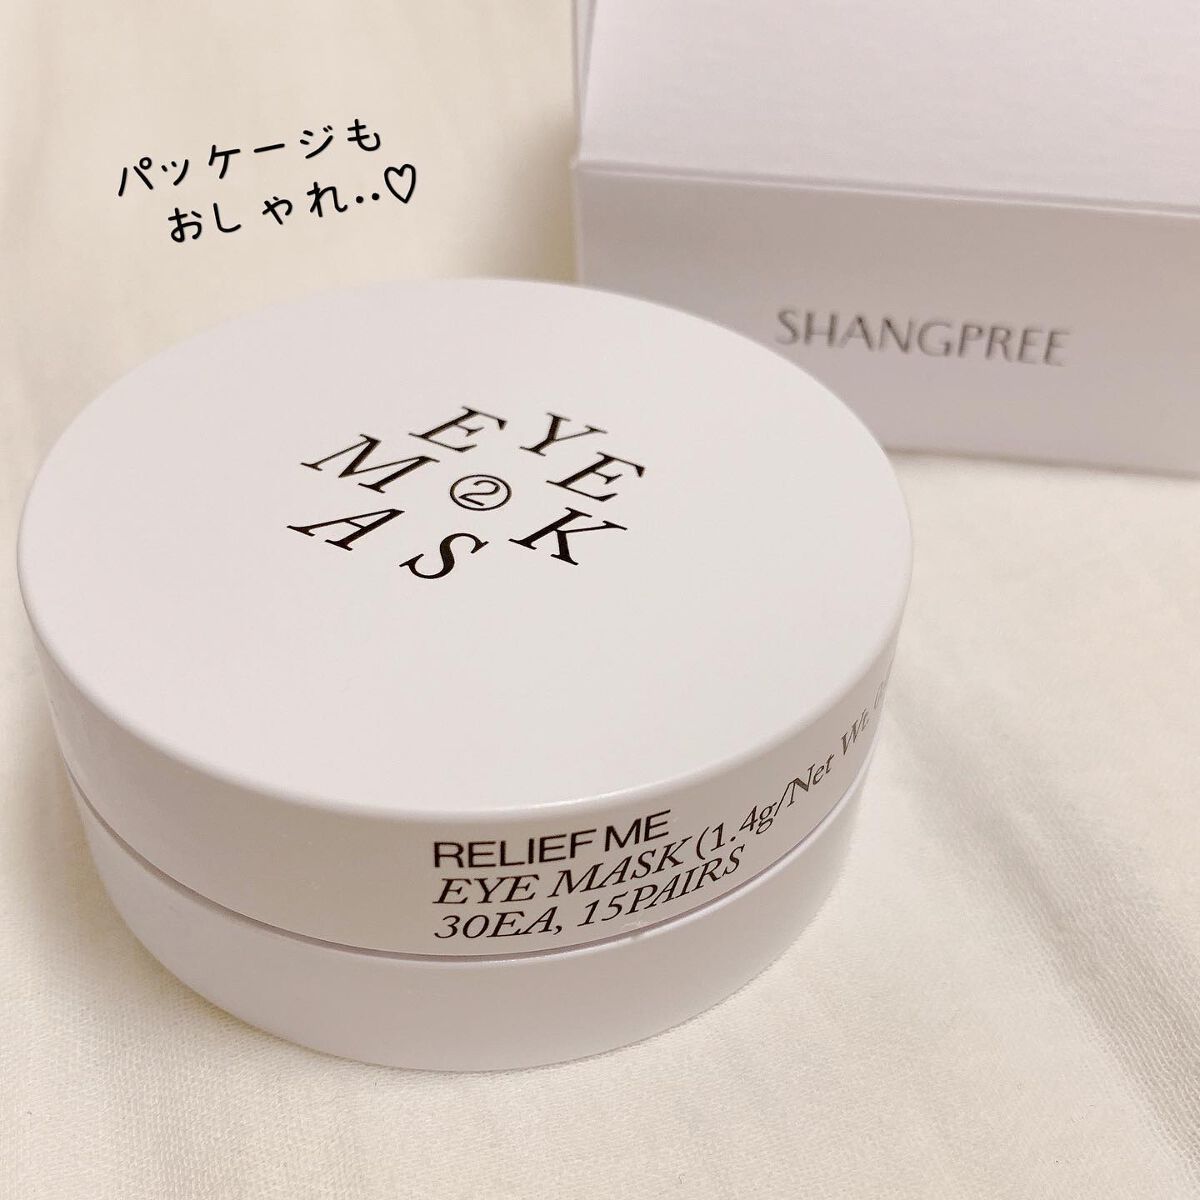 パッケージも
おしゃれ..♡
SHANGPREE
EYE
M②K
AS
RELIEF ME
EYE MASK (1.4g/Net Wt.
30EA, 15PAIRS